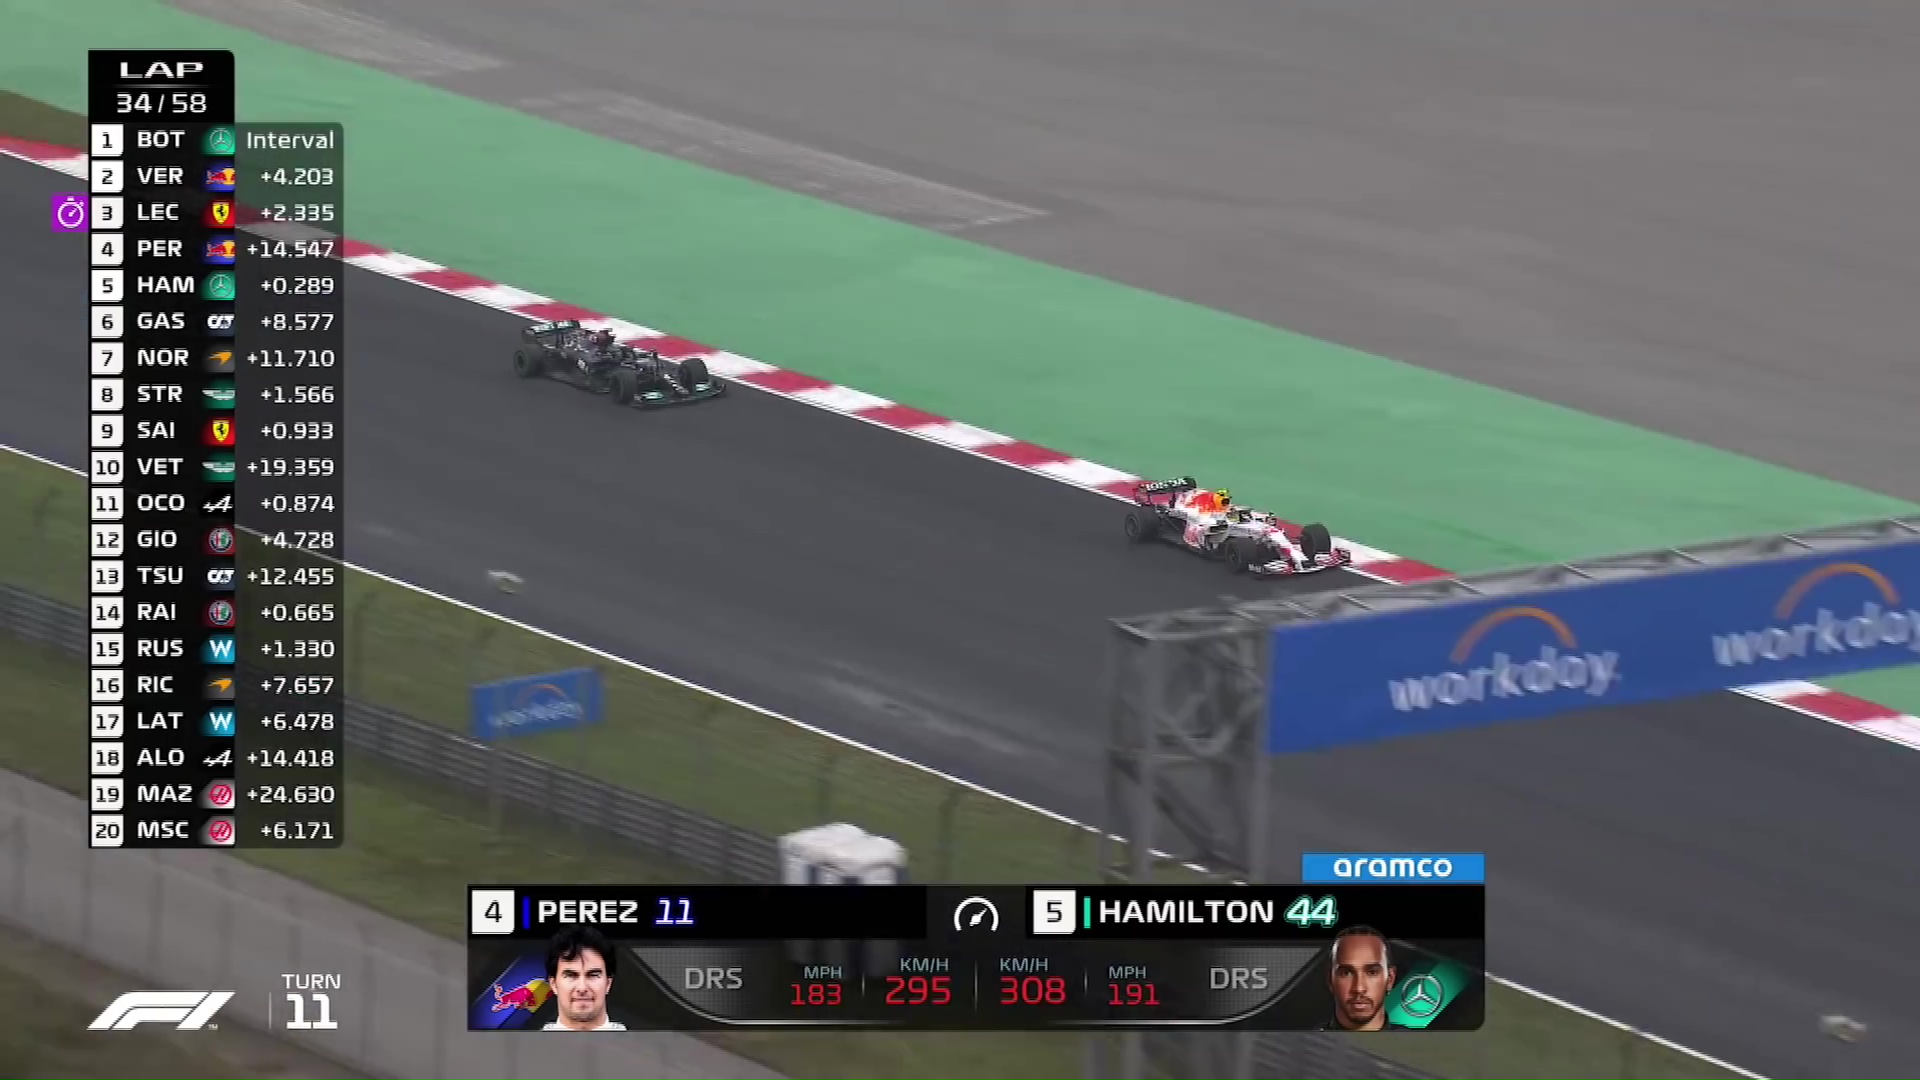 LAP
34 / 58
1 BOT Interval
2 VER +4.203
3 LEC +2.335
4 PER +14.547
5 HAM +0.289
6 GAS +8.577
7 NOR +11.710
8 STR +1.566
9 SAI +0.933
10 VET +19.359
11 OCO +0.874
12 GIO +4.728
13 TSU +12.455
14 RAI +0.665
15 RUS W +1.330
16 RIC +7.657
17 LAT W +6.478
18 ALO +14.418
19 MAZ +24.630
20 MSC +6.171
HONDA
workday.
workday
workday
aramco
4 PEREZ 11
5 HAMILTON 44
DRS MPH 183 KM/H 295
KM/H 308 MPH 191 DRS
F1 TM
TURN
11